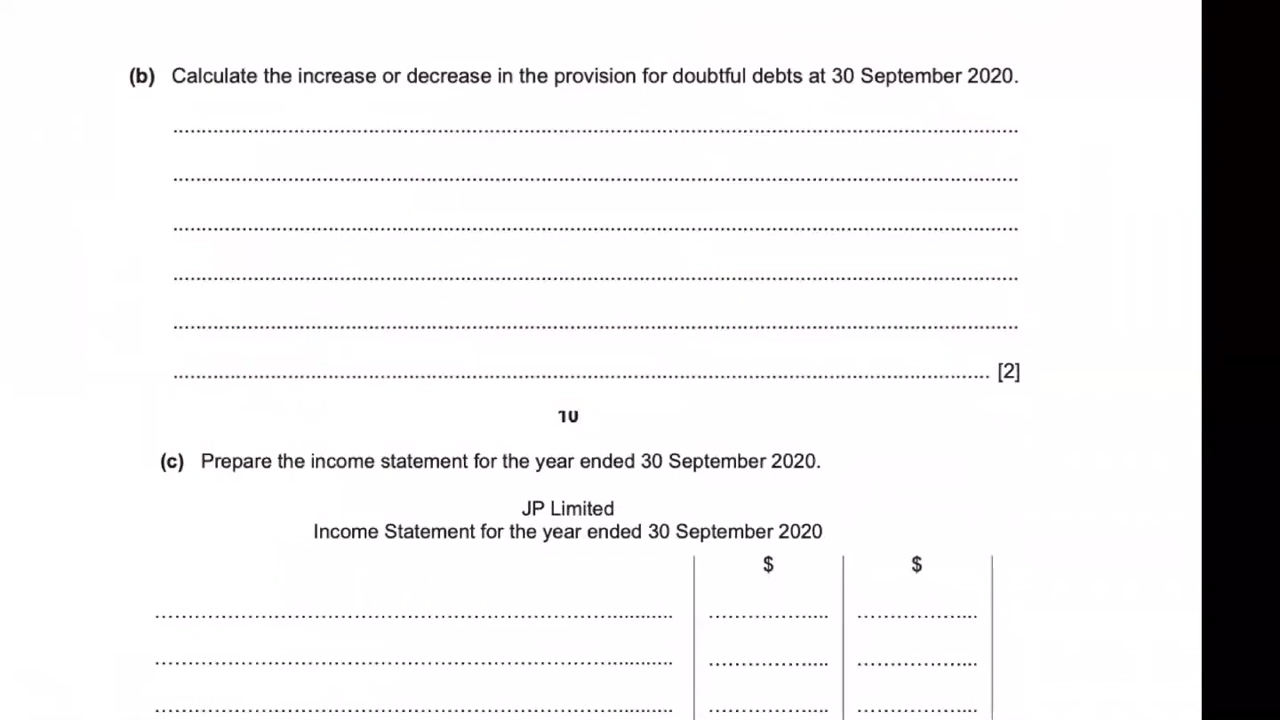 (b) Calculate the increase or decrease in the provision for doubtful debts at 30 September 2020.
[2]
10
(c) Prepare the income statement for the year ended 30 September 2020.
JP Limited
Income Statement for the year ended 30 September 2020
$ $